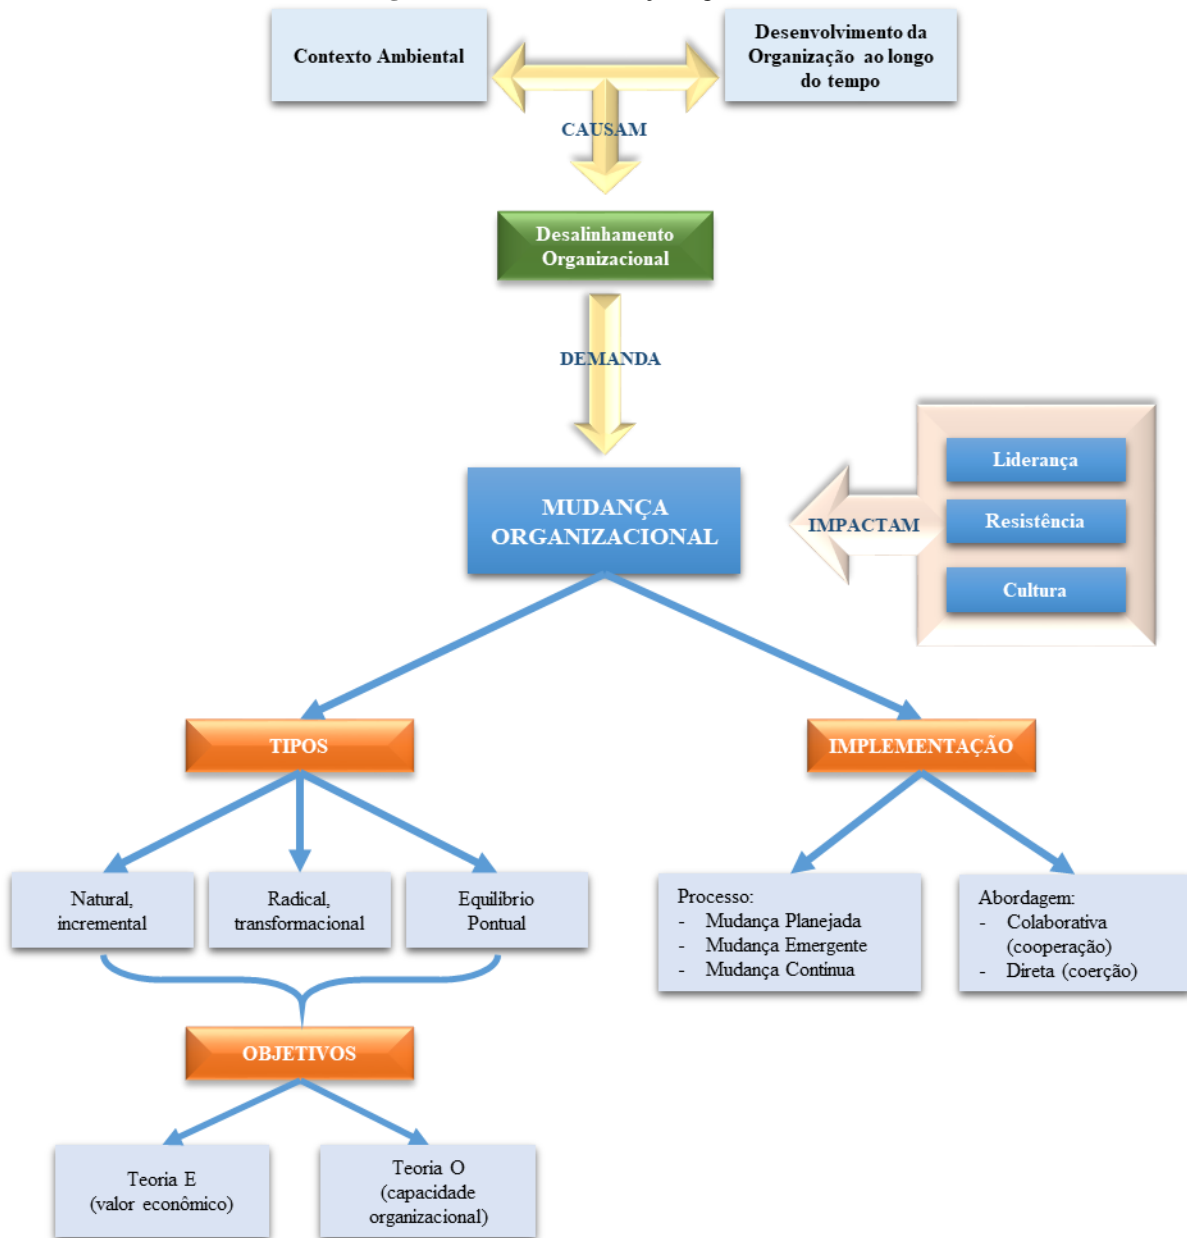 Contexto Ambiental
Desenvolvimento da
Organização ao longo
do tempo
CAUSAM
Desalinhamento
Organizacional
DEMANDA
MUDANÇA
ORGANIZACIONAL
IMPACTAM
Liderança
Resistência
Cultura
TIPOS
IMPLEMENTAÇÃO
Natural,
incremental
Radical,
transformacional
Equilíbrio
Pontual
Processo:
- Mudança Planejada
- Mudança Emergente
- Mudança Contínua
Abordagem:
- Colaborativa
(cooperação)
- Direta (coerção)
OBJETIVOS
Teoria E
(valor econômico)
Teoria O
(capacidade
organizacional)